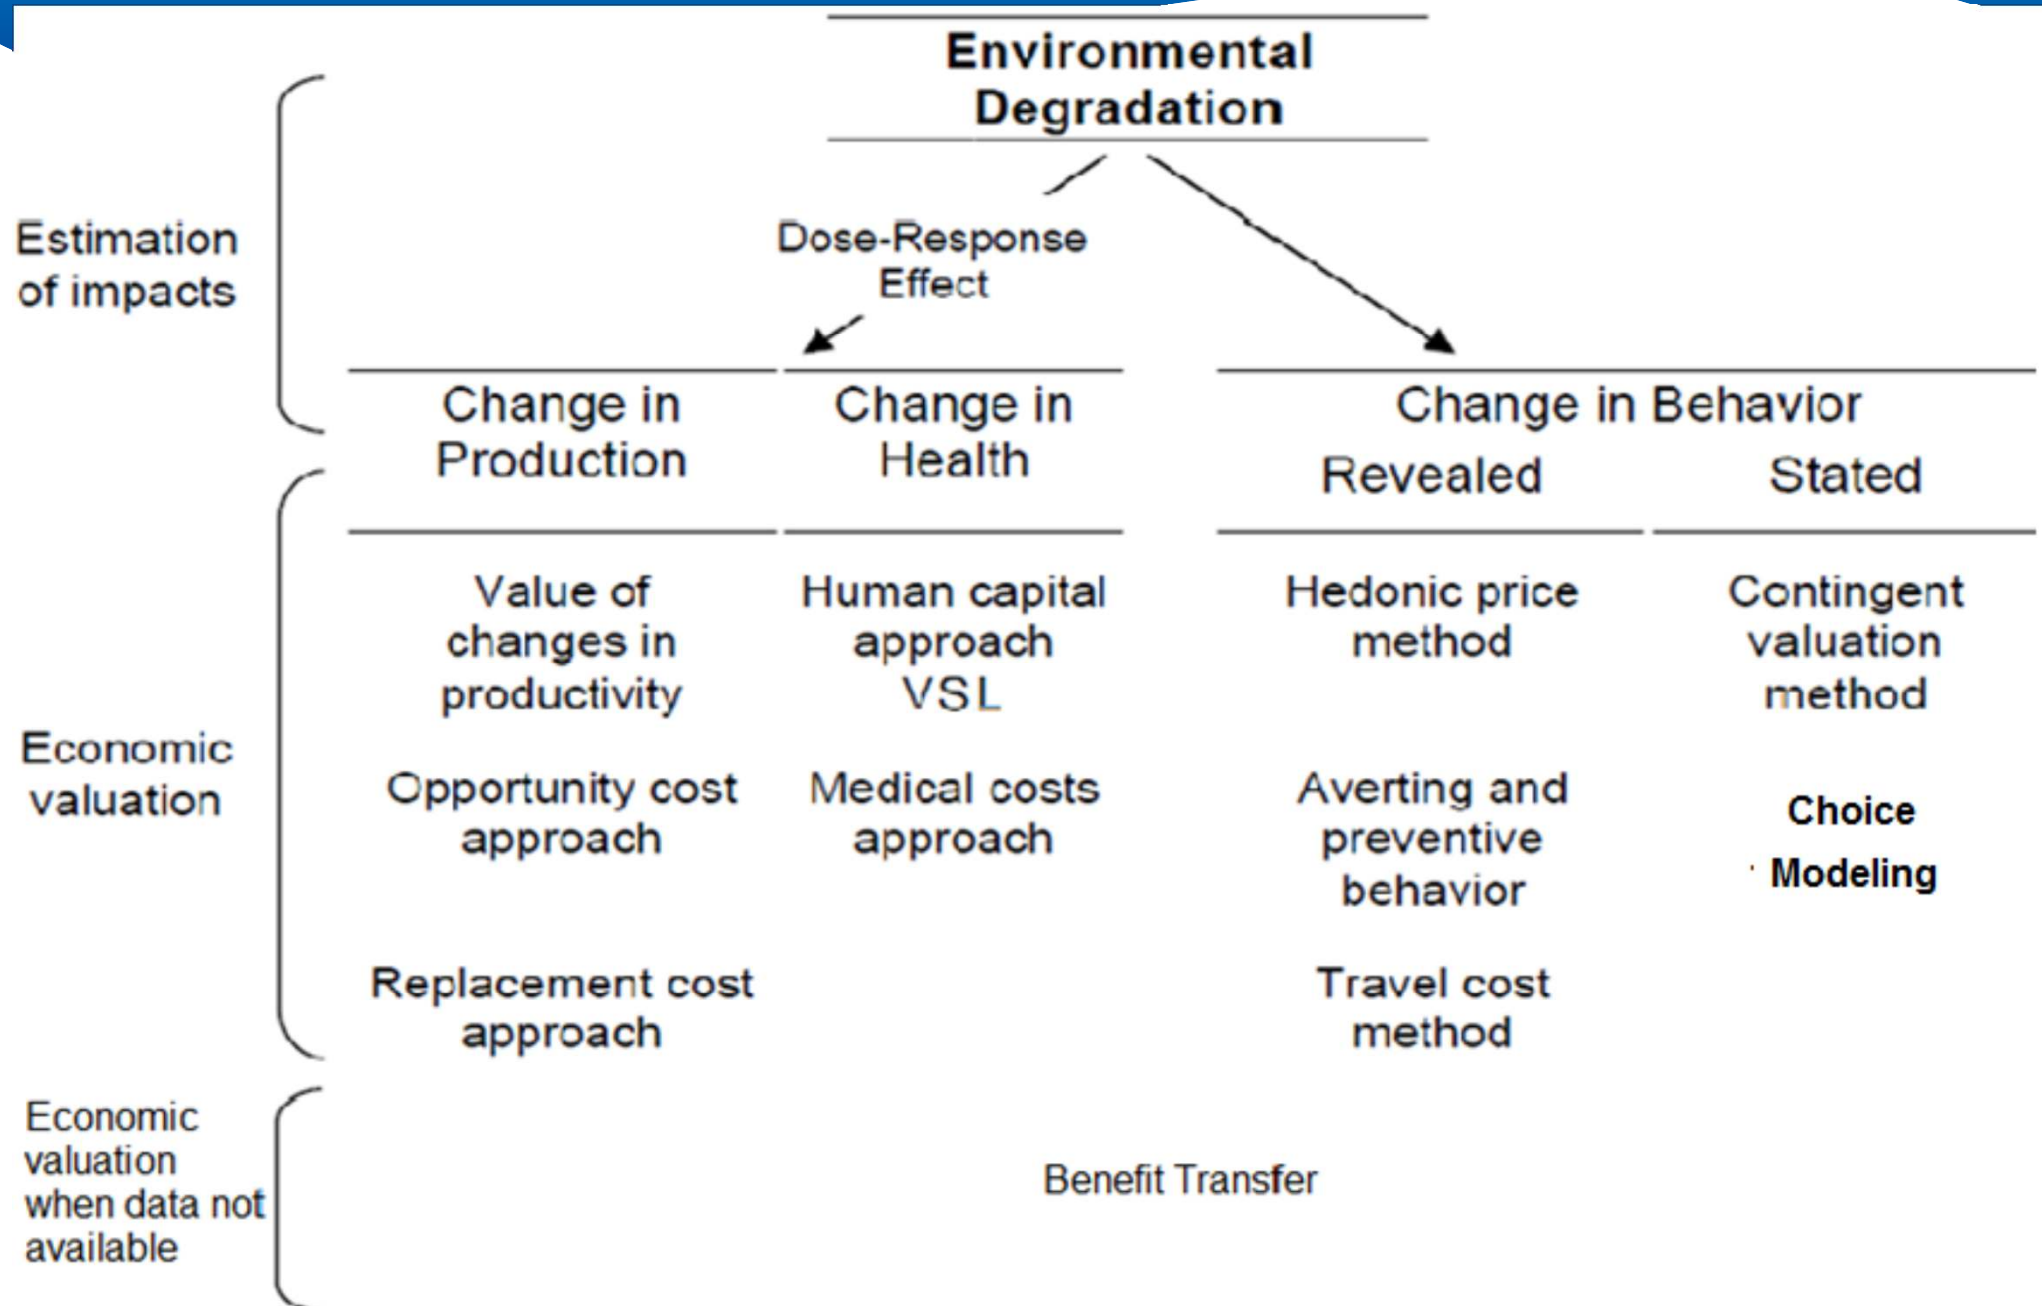 Environmental
Degradation
Estimation
of impacts
Dose-Response
Effect
Change in
Production
Change in
Health
Change in Behavior
Revealed
Stated
Economic
valuation
Value of
changes in
productivity
Human capital
approach
VSL
Hedonic price
method
Contingent
valuation
method
Opportunity cost
approach
Medical costs
approach
Averting and
preventive
behavior
Choice
Modeling
Replacement cost
approach
Travel cost
method
Economic
valuation
when data not
available
Benefit Transfer